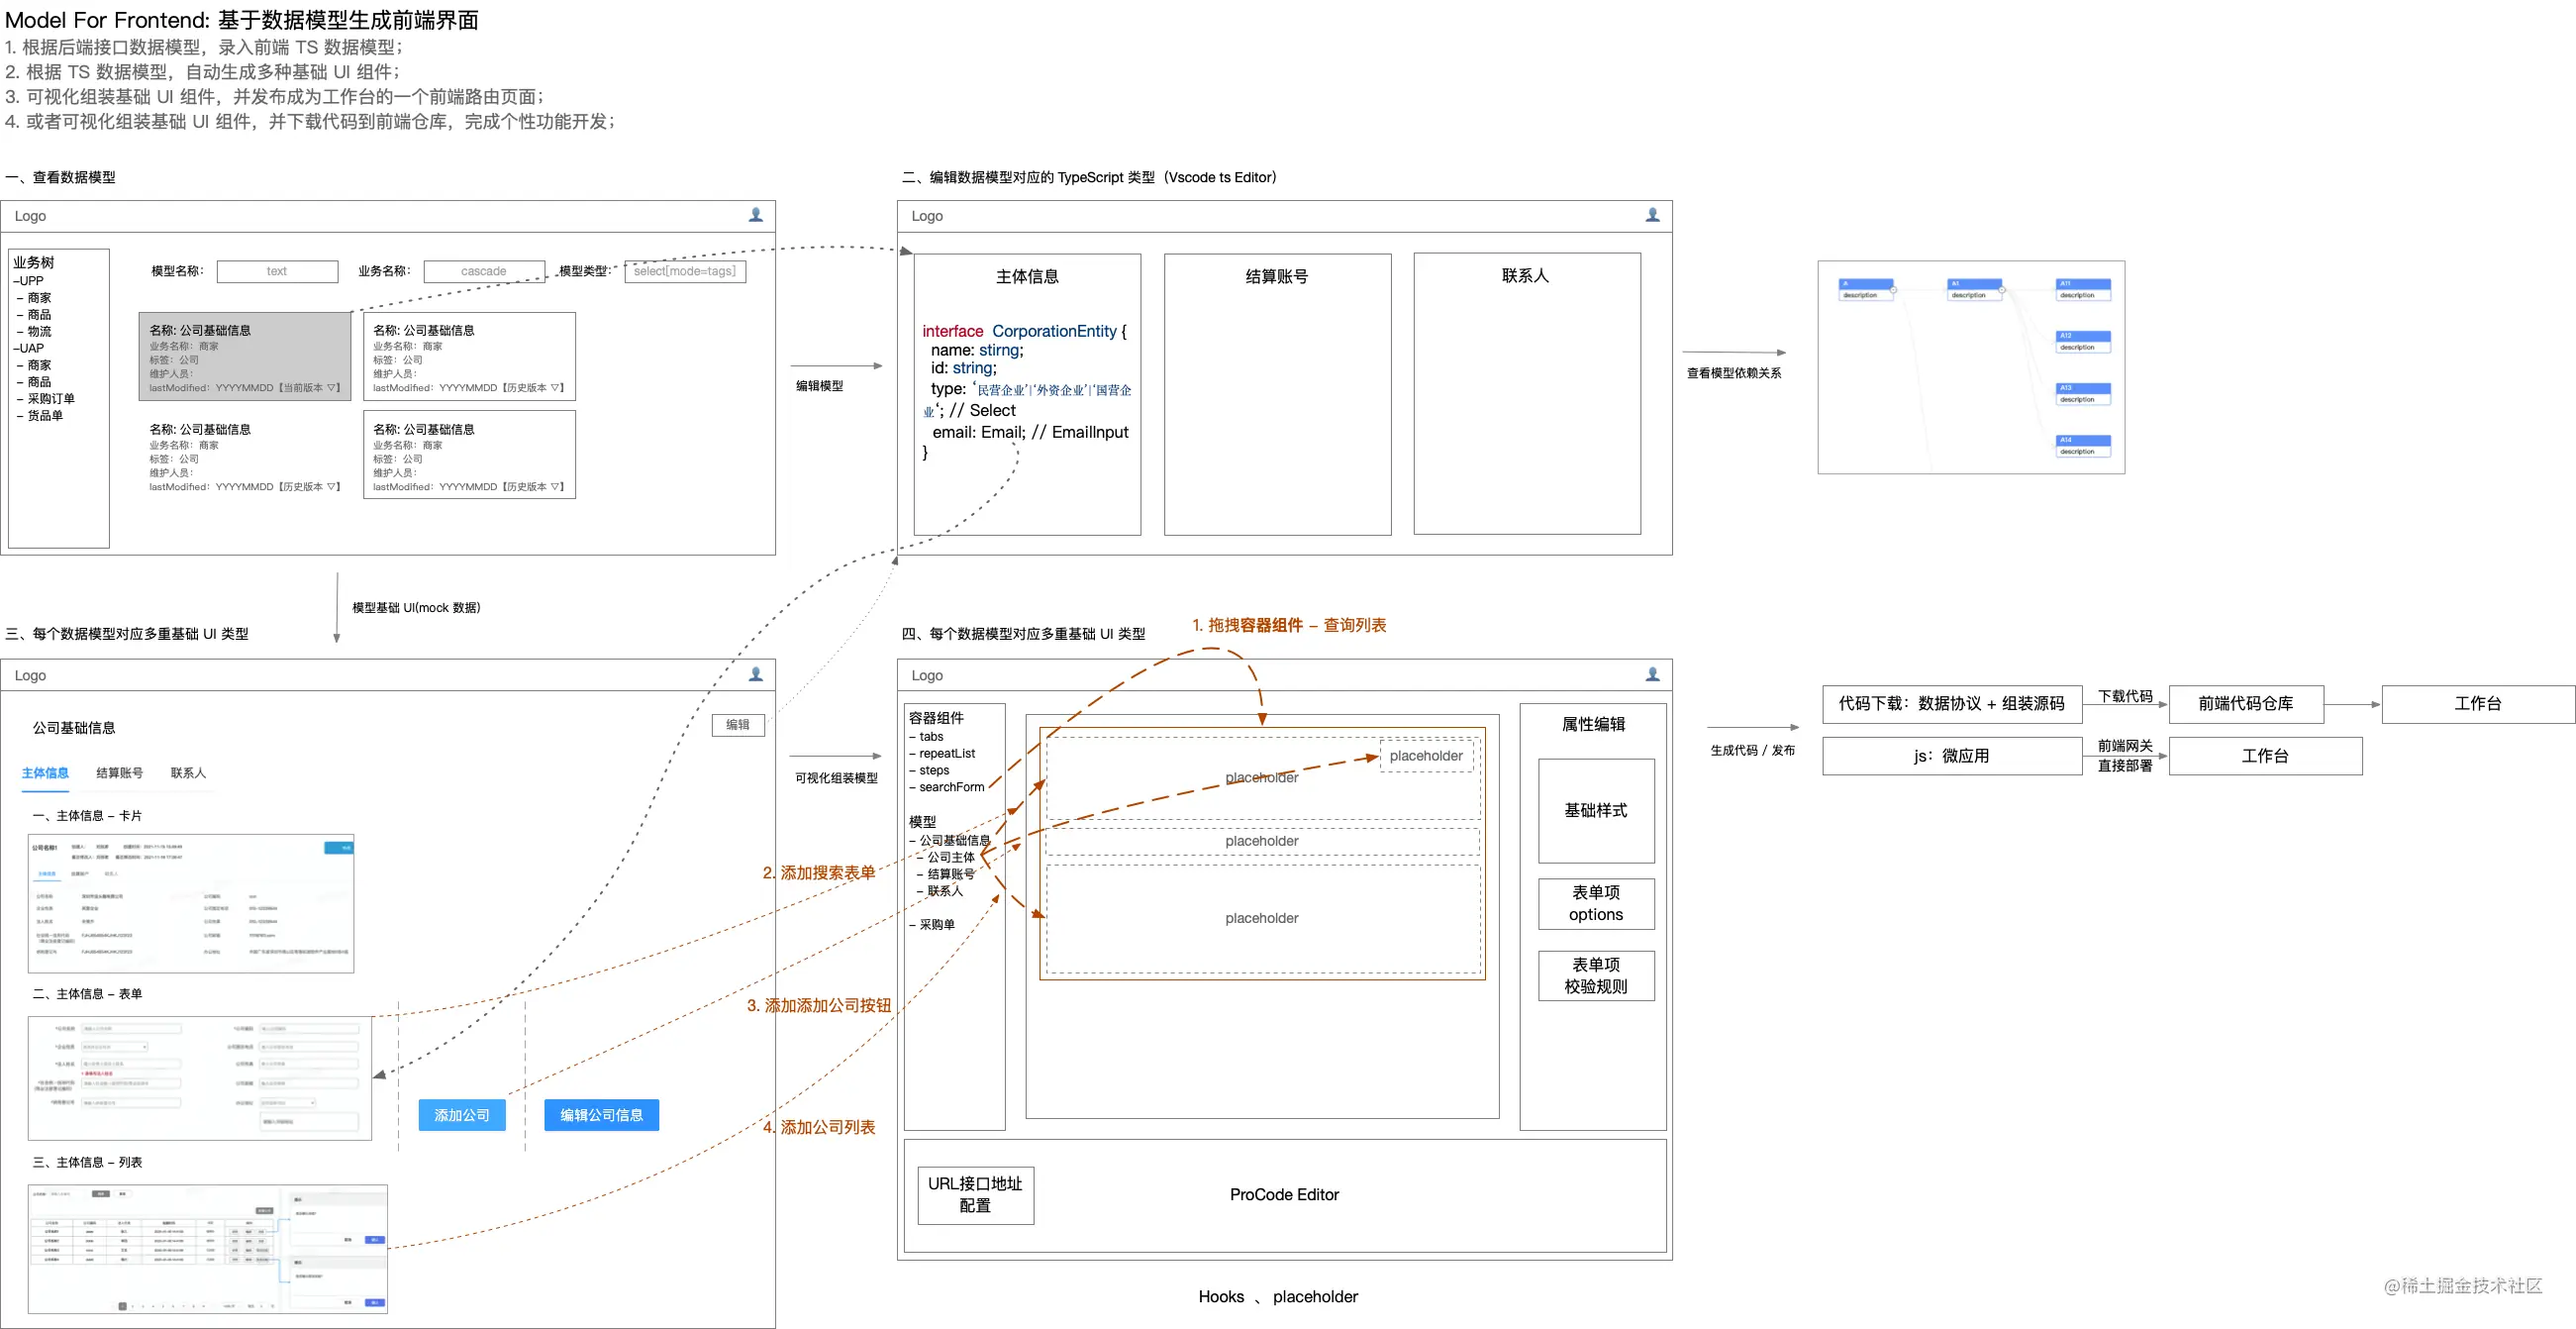 Model For Frontend: 基于数据模型生成前端界面
1. 根据后端接口数据模型，录入前端 TS 数据模型；
2. 根据 TS 数据模型，自动生成多种基础 UI 组件；
3. 可视化组装基础 UI 组件，并发布成为工作台的一个前端路由页面；
4. 或者可视化组装基础 UI 组件，并下载代码到前端仓库，完成个性功能开发；
一、查看数据模型
Logo
业务树
–UPP
– 商家
– 商品
– 物流
–UAP
– 商家
– 商品
– 采购订单
– 货品单
模型名称： text
业务名称： cascade
模型类型： select[mode=tags]
名称: 公司基础信息
业务名称：商家
标签：公司
维护人员：
lastModified：YYYYMMDD【当前版本 ▽】
名称: 公司基础信息
业务名称：商家
标签：公司
维护人员：
lastModified：YYYYMMDD【历史版本 ▽】
名称: 公司基础信息
业务名称：商家
标签：公司
维护人员：
lastModified：YYYYMMDD【历史版本 ▽】
名称: 公司基础信息
业务名称：商家
标签：公司
维护人员：
lastModified：YYYYMMDD【历史版本 ▽】
编辑模型
二、编辑数据模型对应的 TypeScript 类型（Vscode ts Editor）
Logo
主体信息
interface CorporationEntity {
name: stirng;
id: string;
type: ‘民营企业’|‘外资企业’|‘国营企
业‘; // Select
email: Email; // EmailInput
}
结算账号
联系人
查看模型依赖关系
A
description
A1
description
A11
description
A12
description
A13
description
A14
description
模型基础 UI(mock 数据)
三、每个数据模型对应多重基础 UI 类型
Logo
公司基础信息
编辑
主体信息 结算账号 联系人
一、主体信息 – 卡片
公司名称1
二、主体信息 – 表单
添加公司
编辑公司信息
三、主体信息 – 列表
可视化组装模型
四、每个数据模型对应多重基础 UI 类型
1. 拖拽容器组件 – 查询列表
2. 添加搜索表单
3. 添加添加公司按钮
4. 添加公司列表
Logo
容器组件
– tabs
– repeatList
– steps
– searchForm
模型
– 公司基础信息
– 公司主体
– 结算账号
– 联系人
– 采购单
placeholder
placeholder
placeholder
placeholder
属性编辑
基础样式
表单项
options
表单项
校验规则
URL接口地址
配置
ProCode Editor
Hooks 、 placeholder
生成代码 / 发布
代码下载：数据协议 + 组装源码
下载代码
前端代码仓库
工作台
js：微应用
前端网关
直接部署
工作台
@稀土掘金技术社区